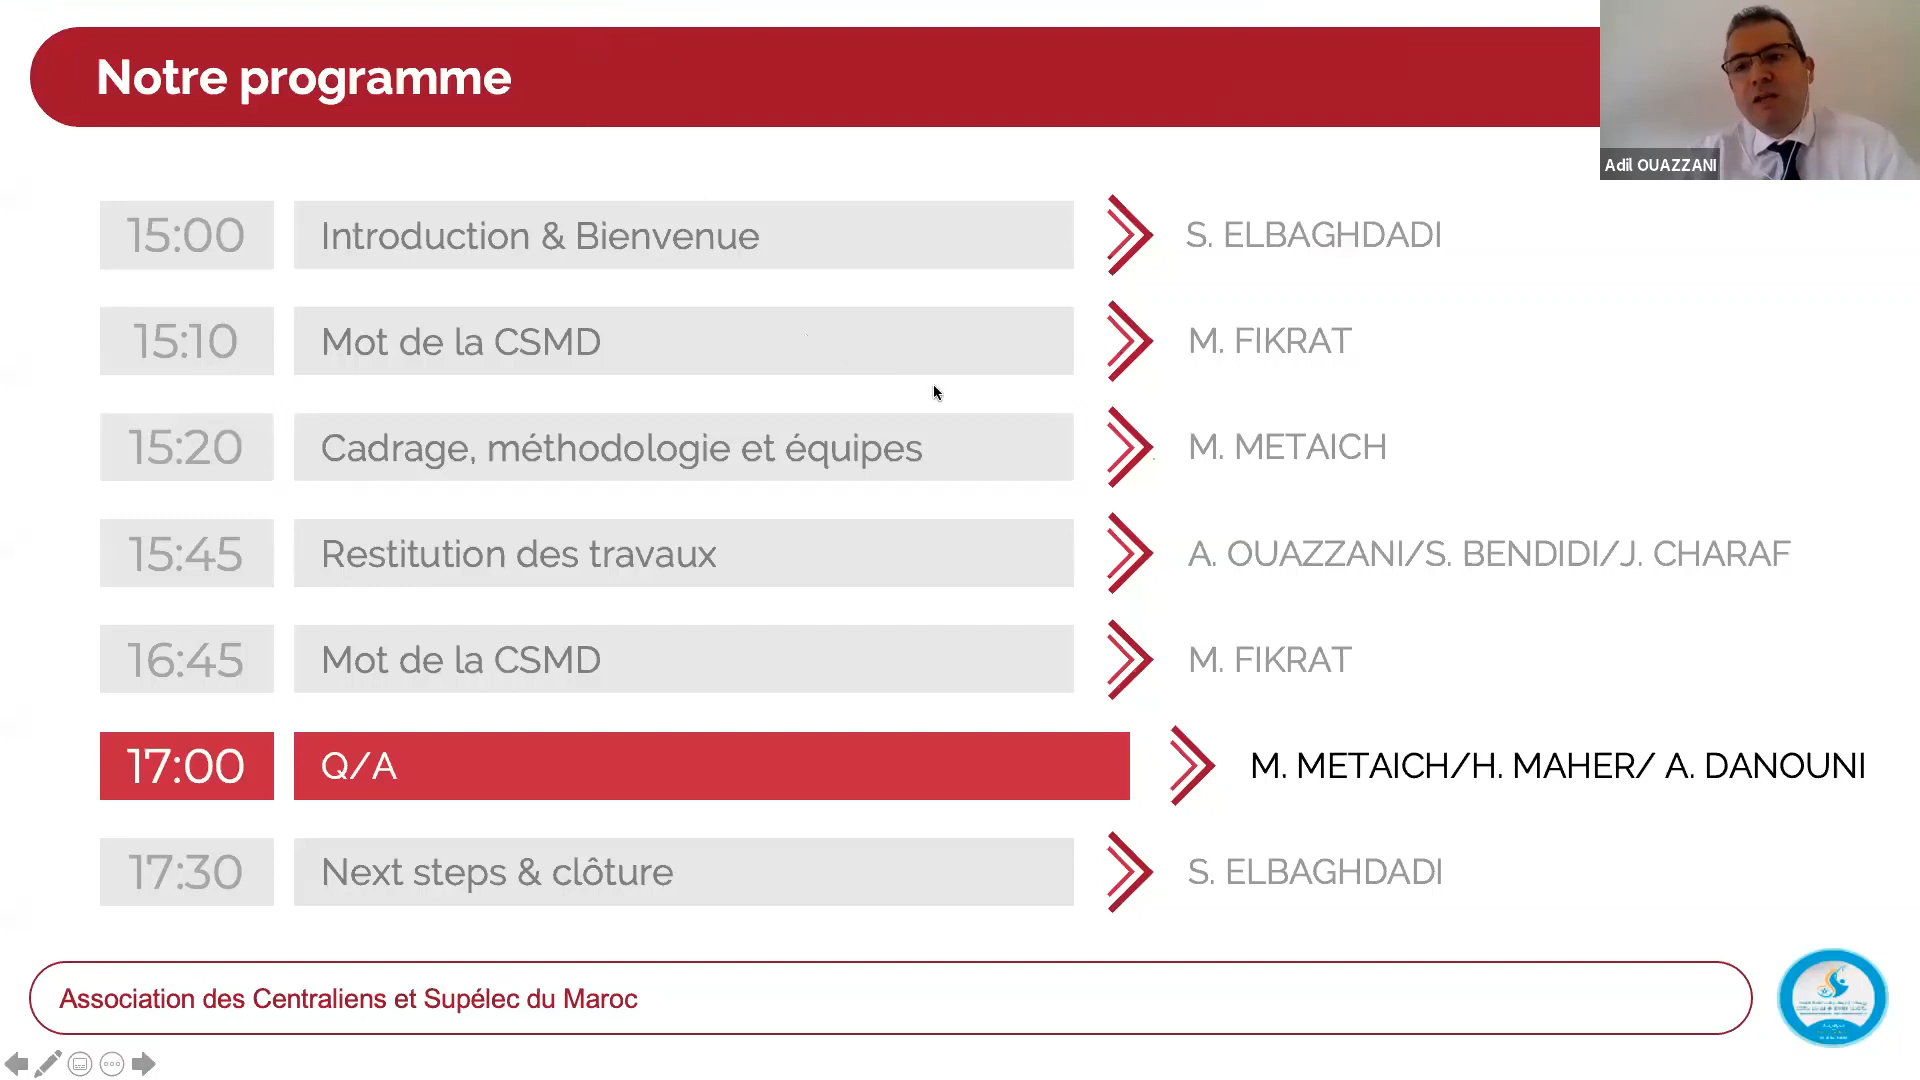 Notre programme
Adil OUAZZANI
15:00 Introduction & Bienvenue S. ELBAGHDADI
15:10 Mot de la CSMD M. FIKRAT
15:20 Cadrage, méthodologie et équipes M. METAICH
15:45 Restitution des travaux A. OUAZZANI/S. BENDIDI/J. CHARAF
16:45 Mot de la CSMD M. FIKRAT
17:00 Q/A M. METAICH/H. MAHER/ A. DANOUNI
17:30 Next steps & clôture S. ELBAGHDADI
Association des Centraliens et Supélec du Maroc